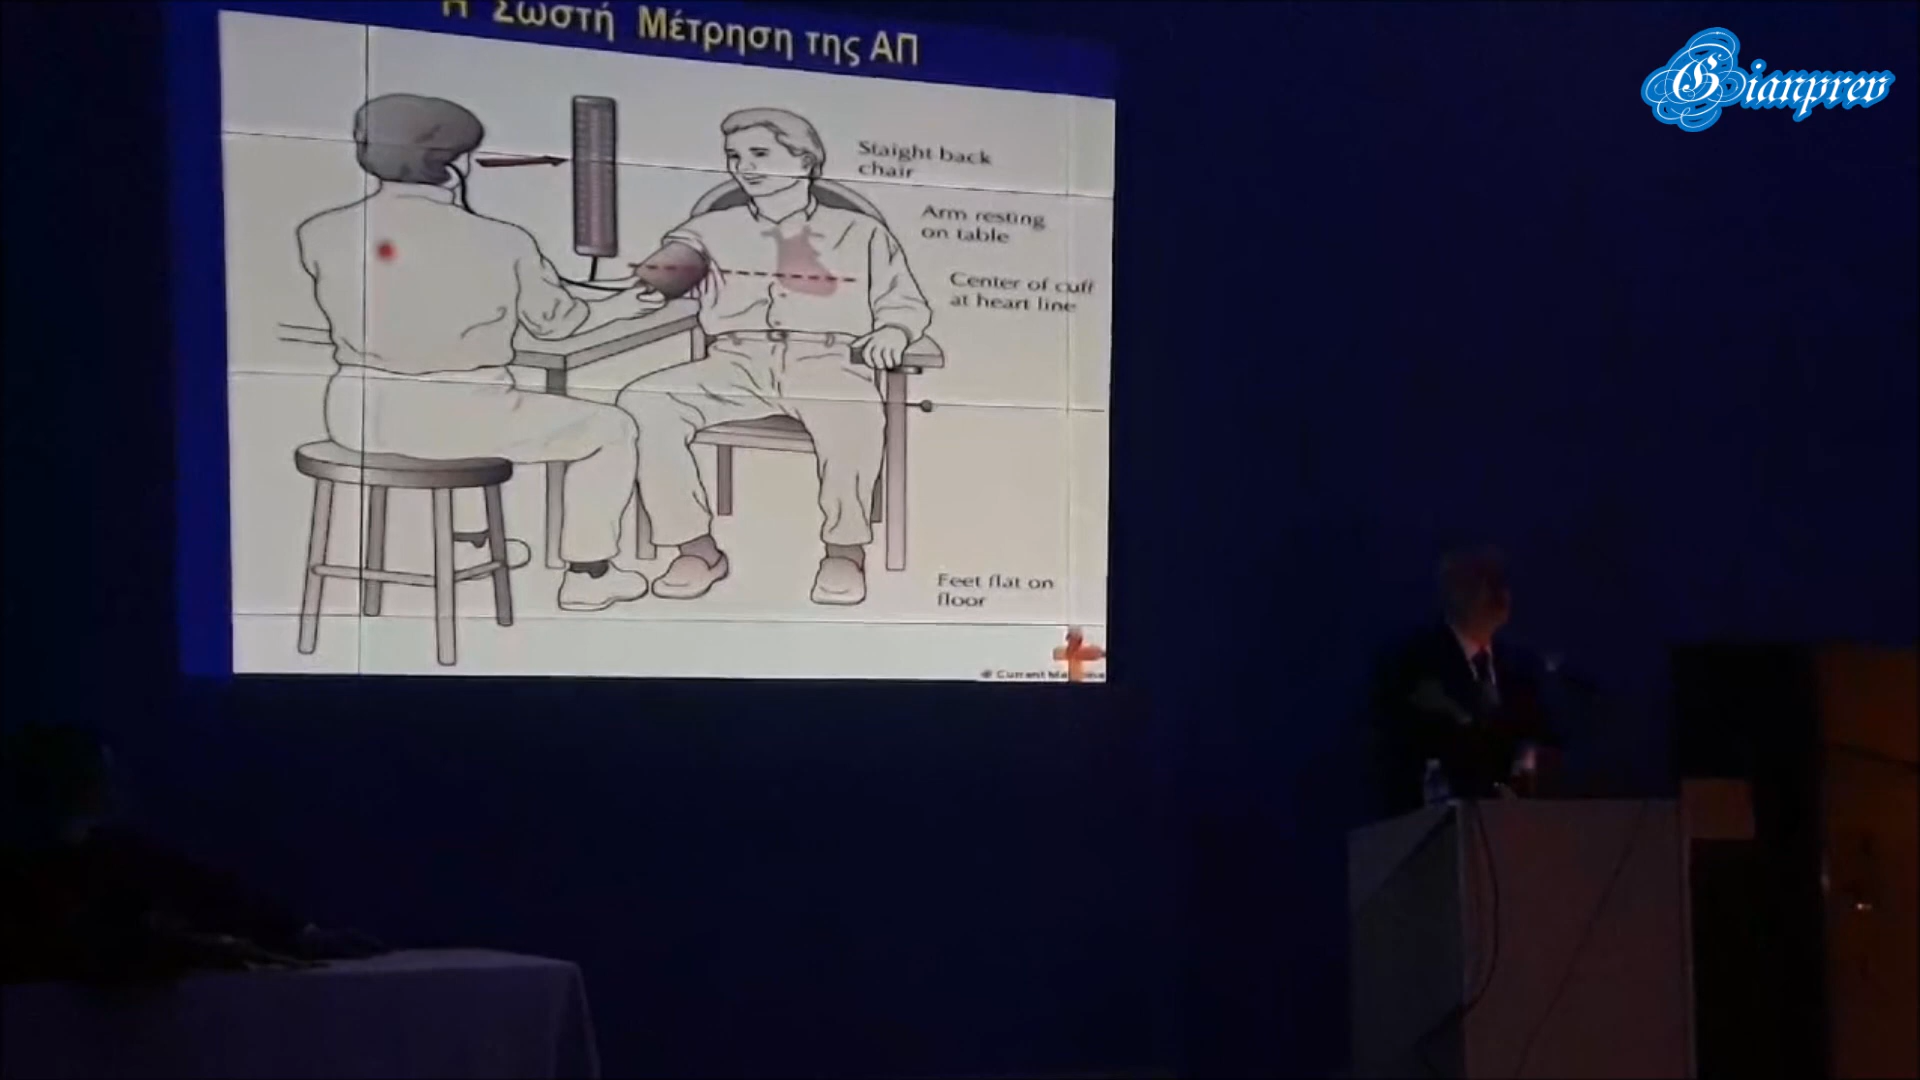 Η Σωστή Μέτρηση της ΑΠ
Gianprev
Staight back
chair
Arm resting
on table
Center of cuff
at heart line
Feet flat on
floor
© Current